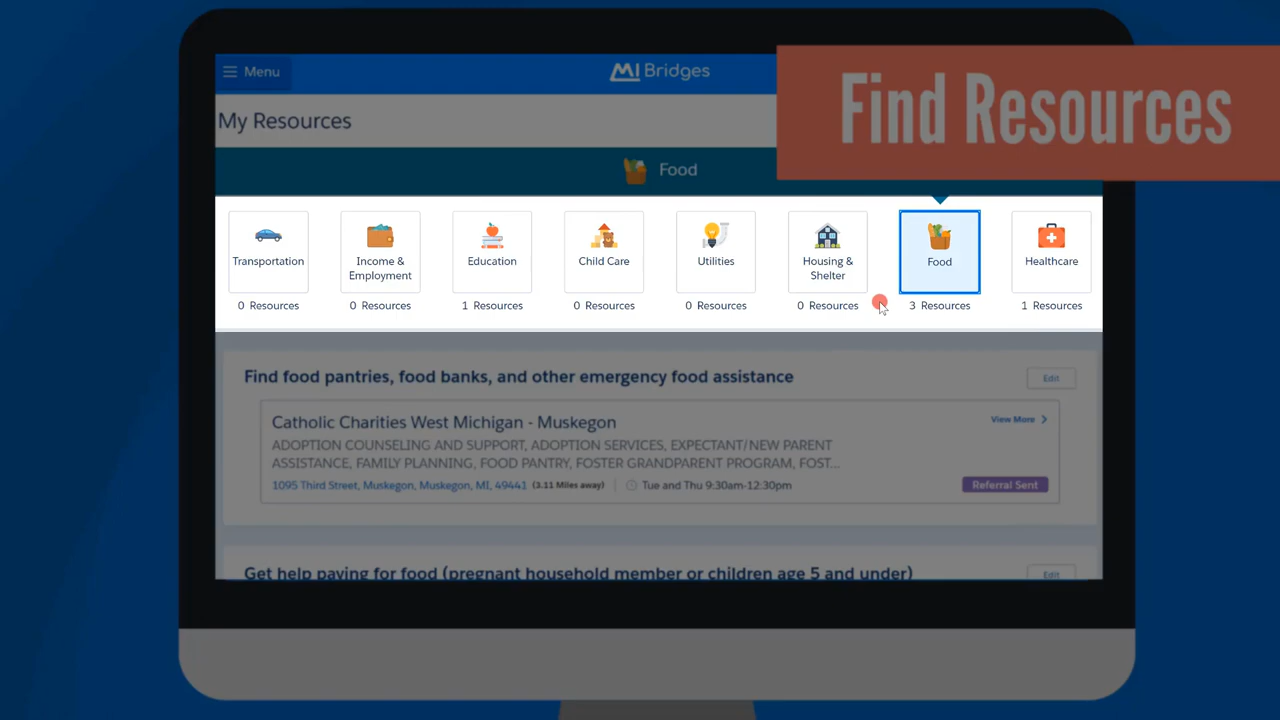 Menu
MI Bridges
Find Resources
My Resources
Food
Transportation
0 Resources
Income &
Employment
0 Resources
Education
1 Resources
Child Care
0 Resources
Utilities
0 Resources
Housing &
Shelter
0 Resources
Food
3 Resources
Healthcare
1 Resources
Find food pantries, food banks, and other emergency food assistance
Edit
Catholic Charities West Michigan - Muskegon
View More
ADOPTION COUNSELING AND SUPPORT, ADOPTION SERVICES, EXPECTANT/NEW PARENT
ASSISTANCE, FAMILY PLANNING, FOOD PANTRY, FOSTER GRANDPARENT PROGRAM, FOST...
1095 Third Street, Muskegon, Muskegon, MI, 49441 (3.11 Miles away) Tue and Thu 9:30am-12:30pm
Referral Sent
Get help paying for food (pregnant household member or children age 5 and under)
Edit